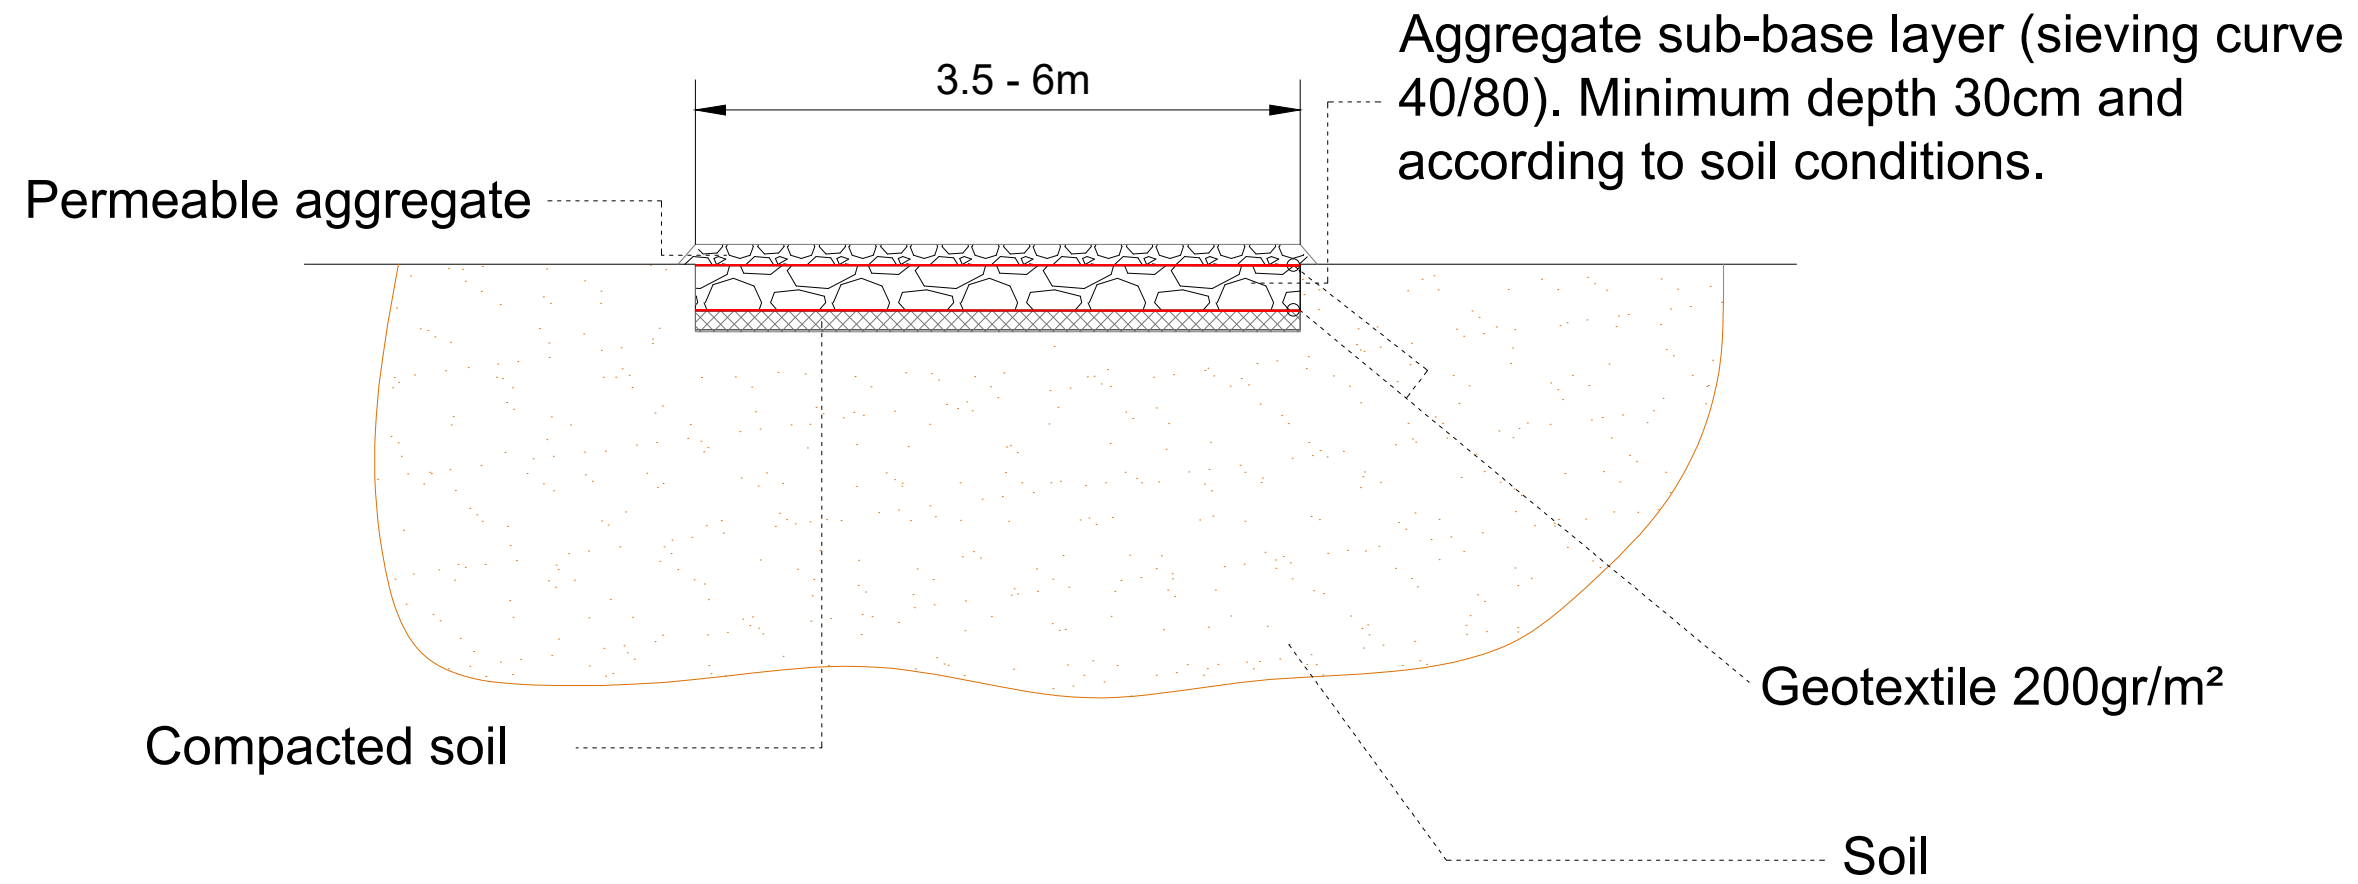 Aggregate sub-base layer (sieving curve
40/80). Minimum depth 30cm and
according to soil conditions.
3.5 - 6m
Permeable aggregate
Geotextile 200gr/m²
Compacted soil
Soil